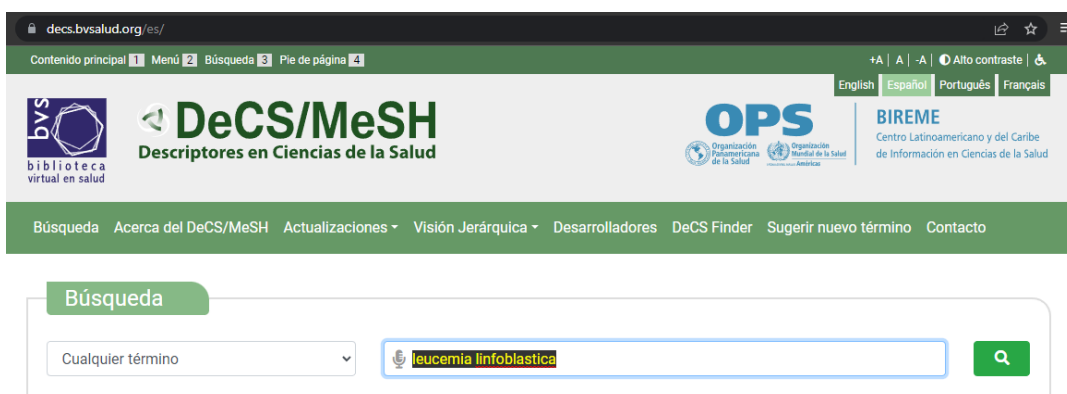 decs.bvsalud.org/es/
Contenido principal 1 Menú 2 Búsqueda 3 Pie de página 4
+A | A | -A | Alto contraste |
English Español Português Français
bvs
biblioteca
virtual en salud
DeCS/MeSH
Descriptores en Ciencias de la Salud
OPS
Organización
Panamericana
de la Salud
Organización
Mundial de la Salud
Américas
BIREME
Centro Latinoamericano y del Caribe
de Información en Ciencias de la Salud
Búsqueda Acerca del DeCS/MeSH Actualizaciones Visión Jerárquica Desarrolladores DeCS Finder Sugerir nuevo término Contacto
Búsqueda
Cualquier término
leucemia linfoblastica